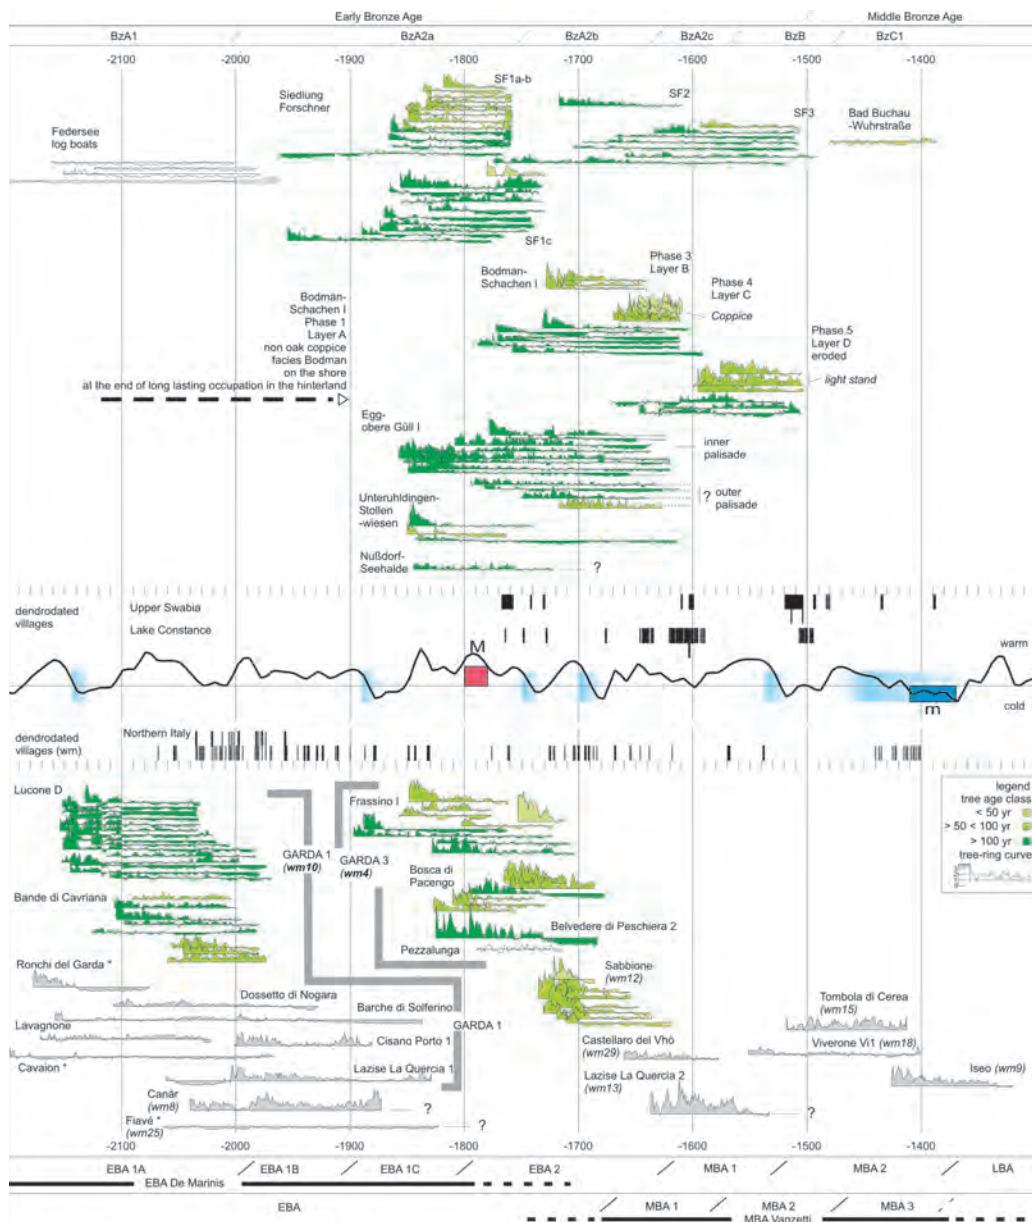 Early Bronze Age
Middle Bronze Age
BzA1
BzA2a
BzA2b
BzA2c
BzB
BzC1
-2100
-2000
-1900
-1800
-1700
-1600
-1500
-1400
Siedlung
Forschner
SF1a-b
SF2
SF3
Bad Buchau
-Wuhrstraße
Federsee
log boats
SF1c
Bodman-
Schachen I
Phase 3
Layer B
Phase 4
Layer C
Coppice
Bodman-
Schachen I
Phase 1
Layer A
non oak coppice
facies Bodman
on the shore
at the end of long lasting occupation in the hinterland
Phase 5
Layer D
eroded
light stand
Egg-
obere Güll I
inner
palisade
? outer
palisade
Unteruhldingen-
Stollen
-wiesen
Nußdorf-
Seehalde
?
dendrodated
villages
Upper Swabia
Lake Constance
M
warm
m
cold
dendrodated
villages (wm)
Northern Italy
Lucone D
Frassino I
legend
tree age class
< 50 yr
> 50 < 100 yr
> 100 yr
tree-ring curve
GARDA 1
(wm10)
GARDA 3
(wm4)
Bosca di
Pacengo
Bande di Cavriana
Belvedere di Peschiera 2
Pezzalunga
Ronchi del Garda *
Sabbione
(wm12)
Dossetto di Nogara
Barche di Solferino
Tombola di Cerea
(wm15)
Lavagnone
GARDA 1
Cisano Porto 1
Castellaro del Vhò
(wm29)
Viverone Vi1 (wm18)
Cavaion *
Lazise La Quercia 1
Lazise La Quercia 2
(wm13)
Iseo (wm9)
Canàr
(wm8)
?
?
Fiavé *
(wm25)
?
-2100
-2000
-1900
-1800
-1700
-1600
-1500
-1400
EBA 1A
EBA 1B
EBA 1C
EBA 2
MBA 1
MBA 2
LBA
EBA De Marinis
EBA
MBA 1
MBA 2
MBA 3
MBA Vanzetti